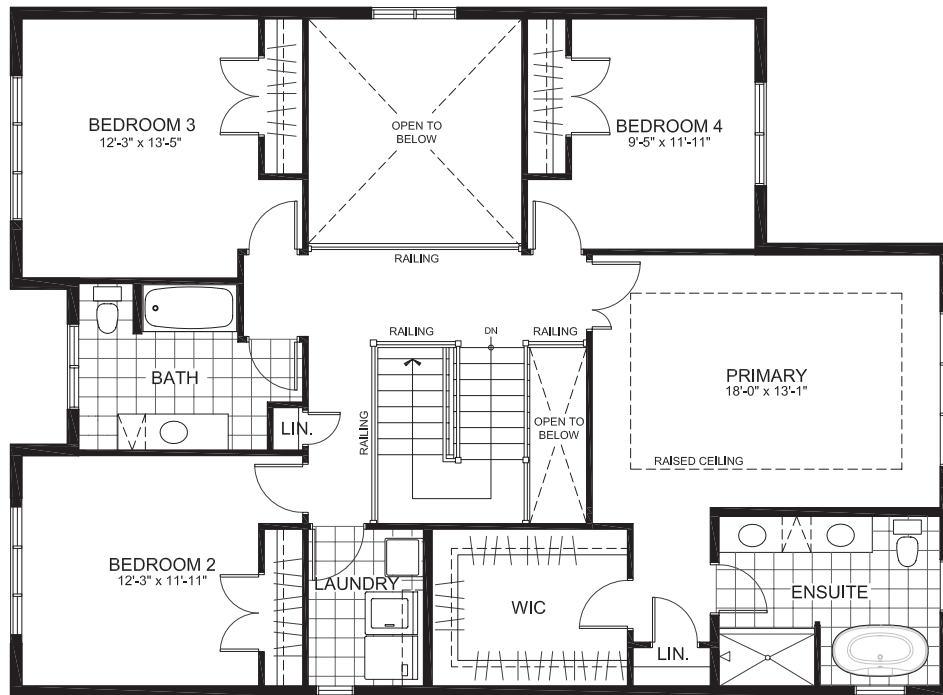 BEDROOM 3
12'-3" x 13'-5"
OPEN TO
BELOW
BEDROOM 4
9'-5" x 11'-11"
RAILING
RAILING
DN
RAILING
BATH
PRIMARY
18'-0" x 13'-1"
LIN.
RAILING
OPEN TO
BELOW
RAISED CEILING
BEDROOM 2
12'-3" x 11'-11"
LAUNDRY
WIC
ENSUITE
LIN.